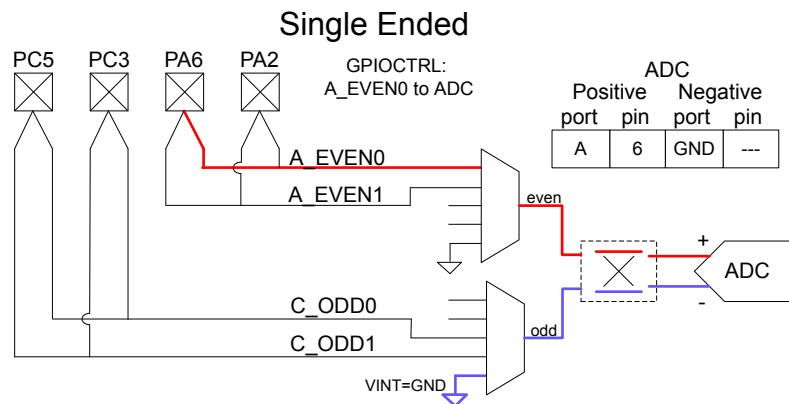 Single Ended
PC5 PC3 PA6 PA2
GPIOCTRL:
A_EVEN0 to ADC
ADC
Positive Negative
port pin port pin
A 6 GND ---
A_EVEN0
A_EVEN1
even
+
ADC
-
C_ODD0
odd
C_ODD1
VINT=GND